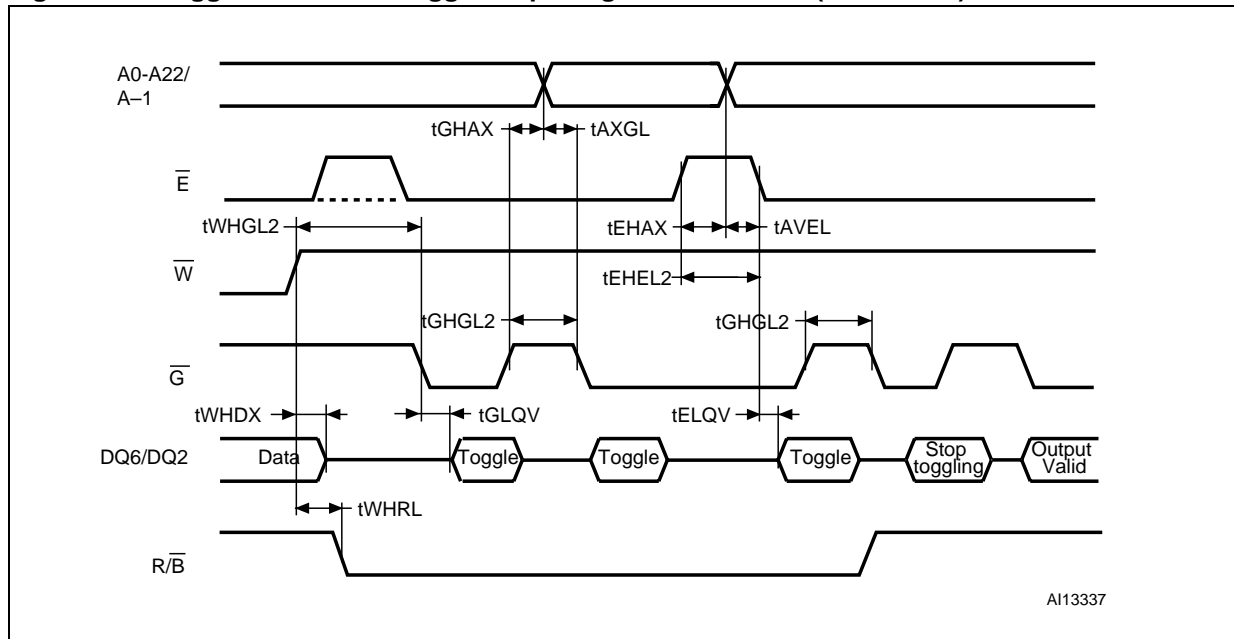 A0-A22/
A–1
tGHAX
tAXGL
E̅
tWHGL2
tEHAX
tAVEL
W̅
tEHEL2
tGHGL2
tGHGL2
G̅
tWHDX
tGLQV
tELQV
DQ6/DQ2
Data
Toggle
Toggle
Toggle
Stop
toggling
Output
Valid
tWHRL
R/B̅
AI13337